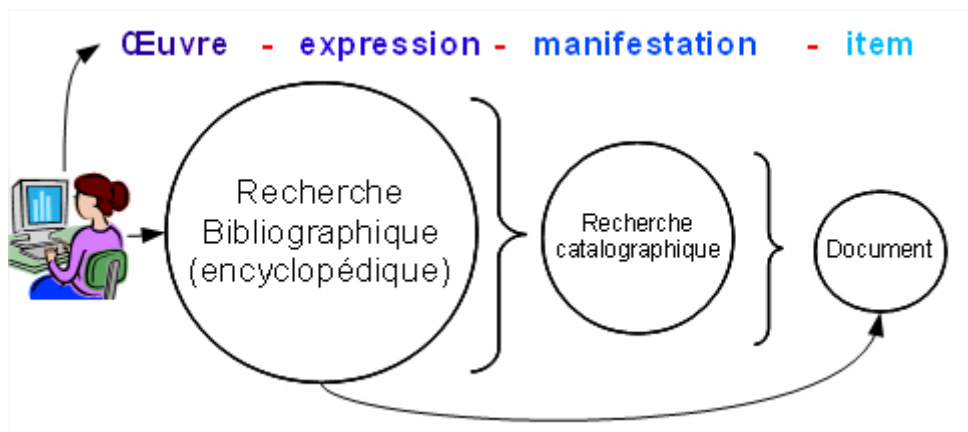 Œuvre - expression - manifestation - item
Recherche
Bibliographique
(encyclopédique)
Recherche
catalographique
Document